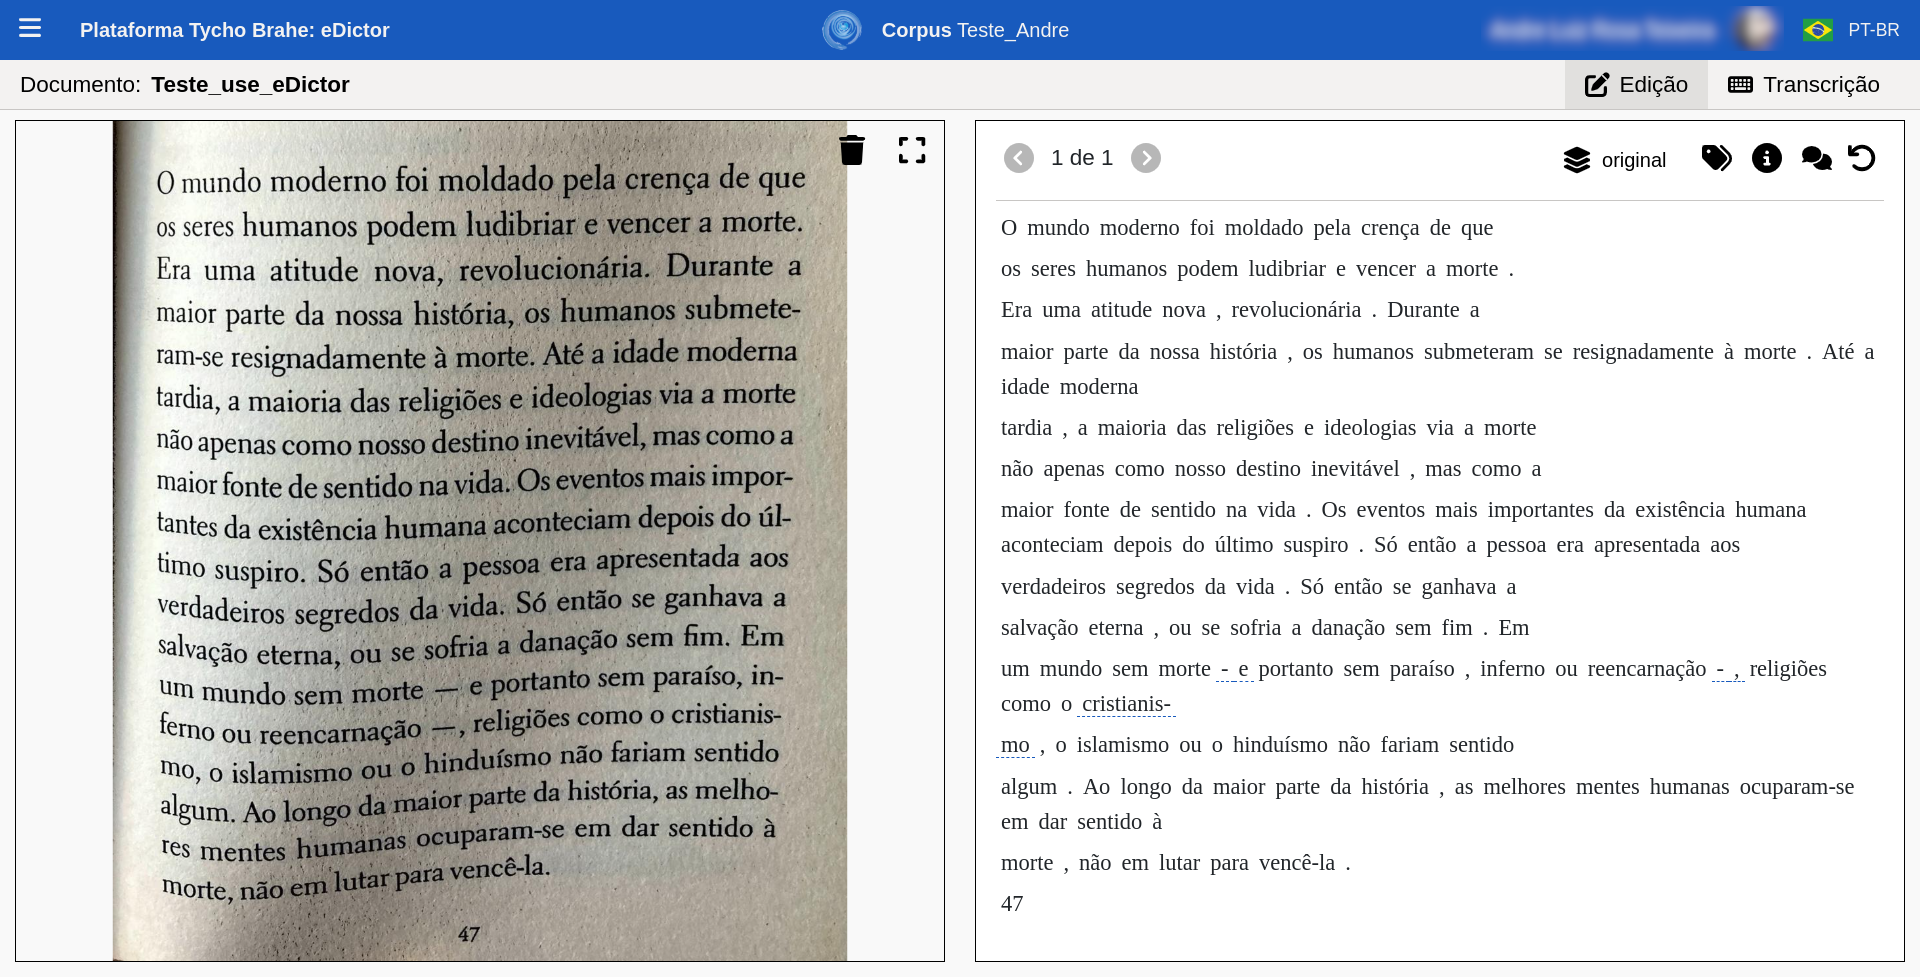 Plataforma Tycho Brahe: eDictor
Corpus Teste_Andre
PT-BR
Documento: Teste_use_eDictor
Edição
Transcrição
O mundo moderno foi moldado pela crença de que
os seres humanos podem ludibriar e vencer a morte.
Era uma atitude nova, revolucionária. Durante a
maior parte da nossa história, os humanos submete-
ram-se resignadamente à morte. Até a idade moderna
tardia, a maioria das religiões e ideologias via a morte
não apenas como nosso destino inevitável, mas como a
maior fonte de sentido na vida. Os eventos mais impor-
tantes da existência humana aconteciam depois do úl-
timo suspiro. Só então a pessoa era apresentada aos
verdadeiros segredos da vida. Só então se ganhava a
salvação eterna, ou se sofria a danação sem fim. Em
um mundo sem morte — e portanto sem paraíso, in-
ferno ou reencarnação —, religiões como o cristianis-
mo, o islamismo ou o hinduísmo não fariam sentido
algum. Ao longo da maior parte da história, as melho-
res mentes humanas ocuparam-se em dar sentido à
morte, não em lutar para vencê-la.
47
1 de 1
original
O mundo moderno foi moldado pela crença de que
os seres humanos podem ludibriar e vencer a morte .
Era uma atitude nova , revolucionária . Durante a
maior parte da nossa história , os humanos submeteram se resignadamente à morte . Até a
idade moderna
tardia , a maioria das religiões e ideologias via a morte
não apenas como nosso destino inevitável , mas como a
maior fonte de sentido na vida . Os eventos mais importantes da existência humana
aconteciam depois do último suspiro . Só então a pessoa era apresentada aos
verdadeiros segredos da vida . Só então se ganhava a
salvação eterna , ou se sofria a danação sem fim . Em
um mundo sem morte - e portanto sem paraíso , inferno ou reencarnação - , religiões
como o cristianis-
mo , o islamismo ou o hinduísmo não fariam sentido
algum . Ao longo da maior parte da história , as melhores mentes humanas ocuparam-se
em dar sentido à
morte , não em lutar para vencê-la .
47